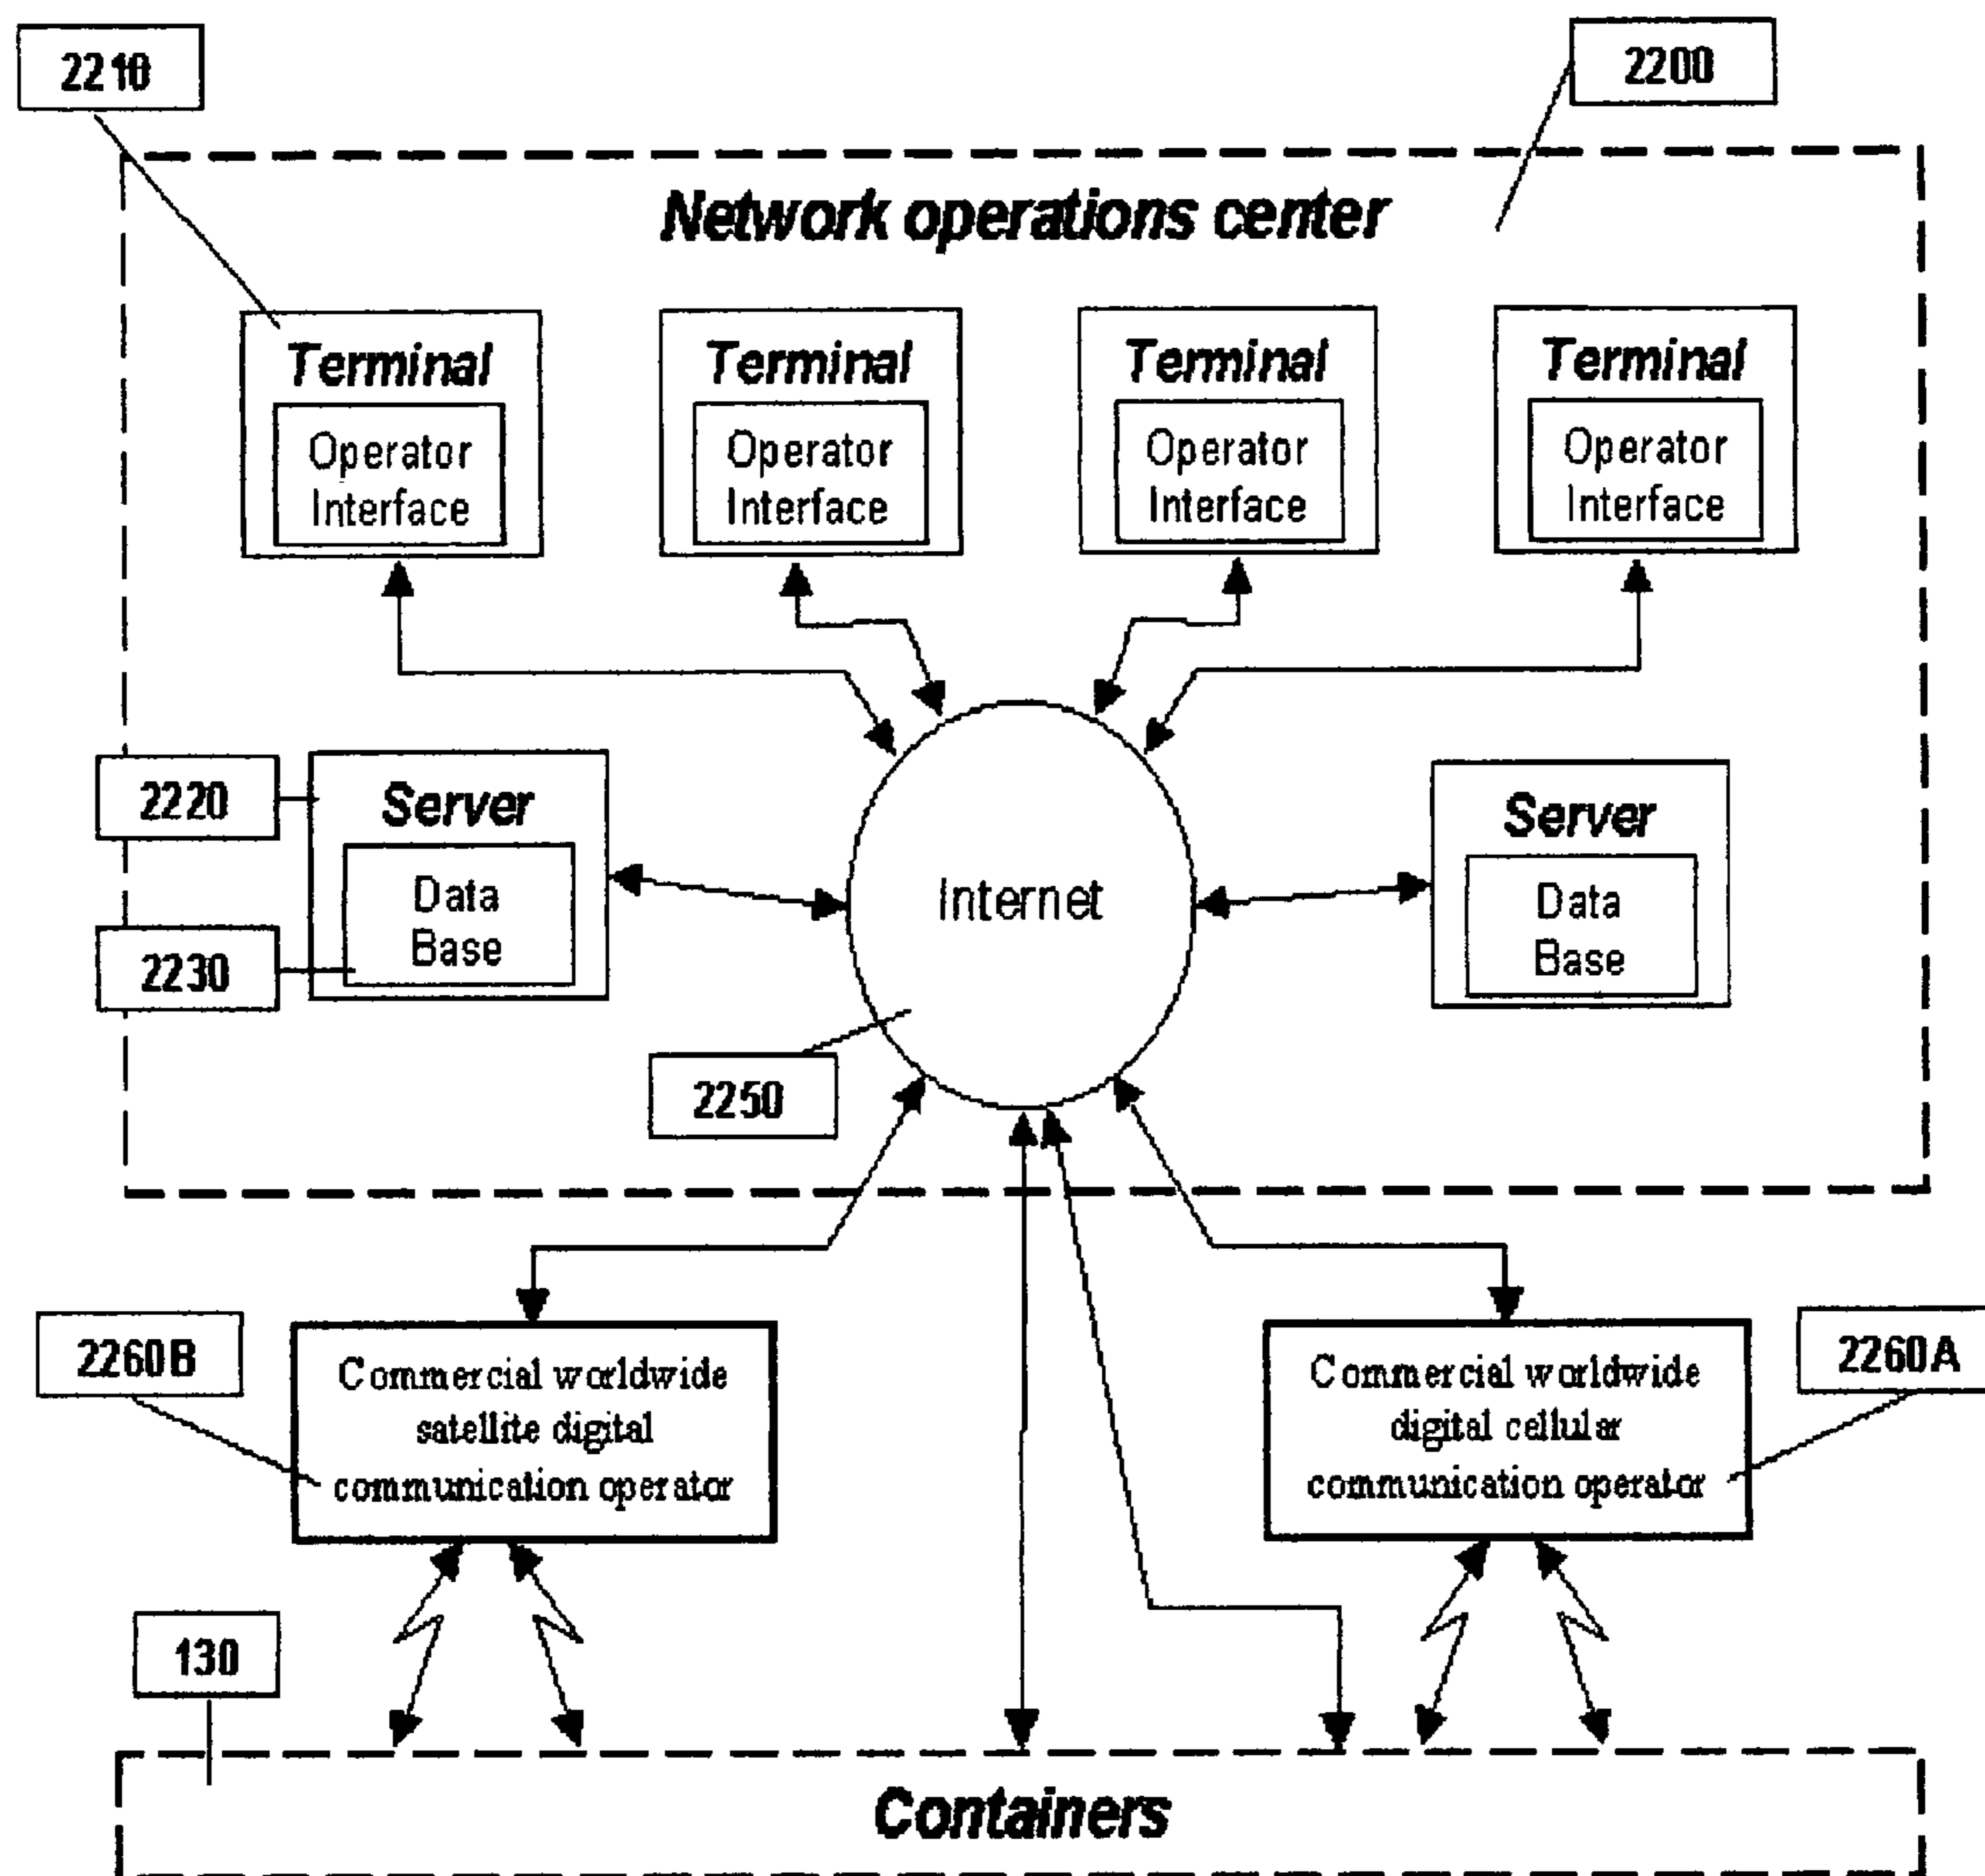 2210
2200
Network operations center
Terminal
Operator
Interface
Terminal
Operator
Interface
Terminal
Operator
Interface
Terminal
Operator
Interface
2220
Server
Data
Base
2230
Internet
Server
Data
Base
2250
2260B
Commercial worldwide
satellite digital
communication operator
Commercial worldwide
digital cellular
communication operator
2260A
130
Containers